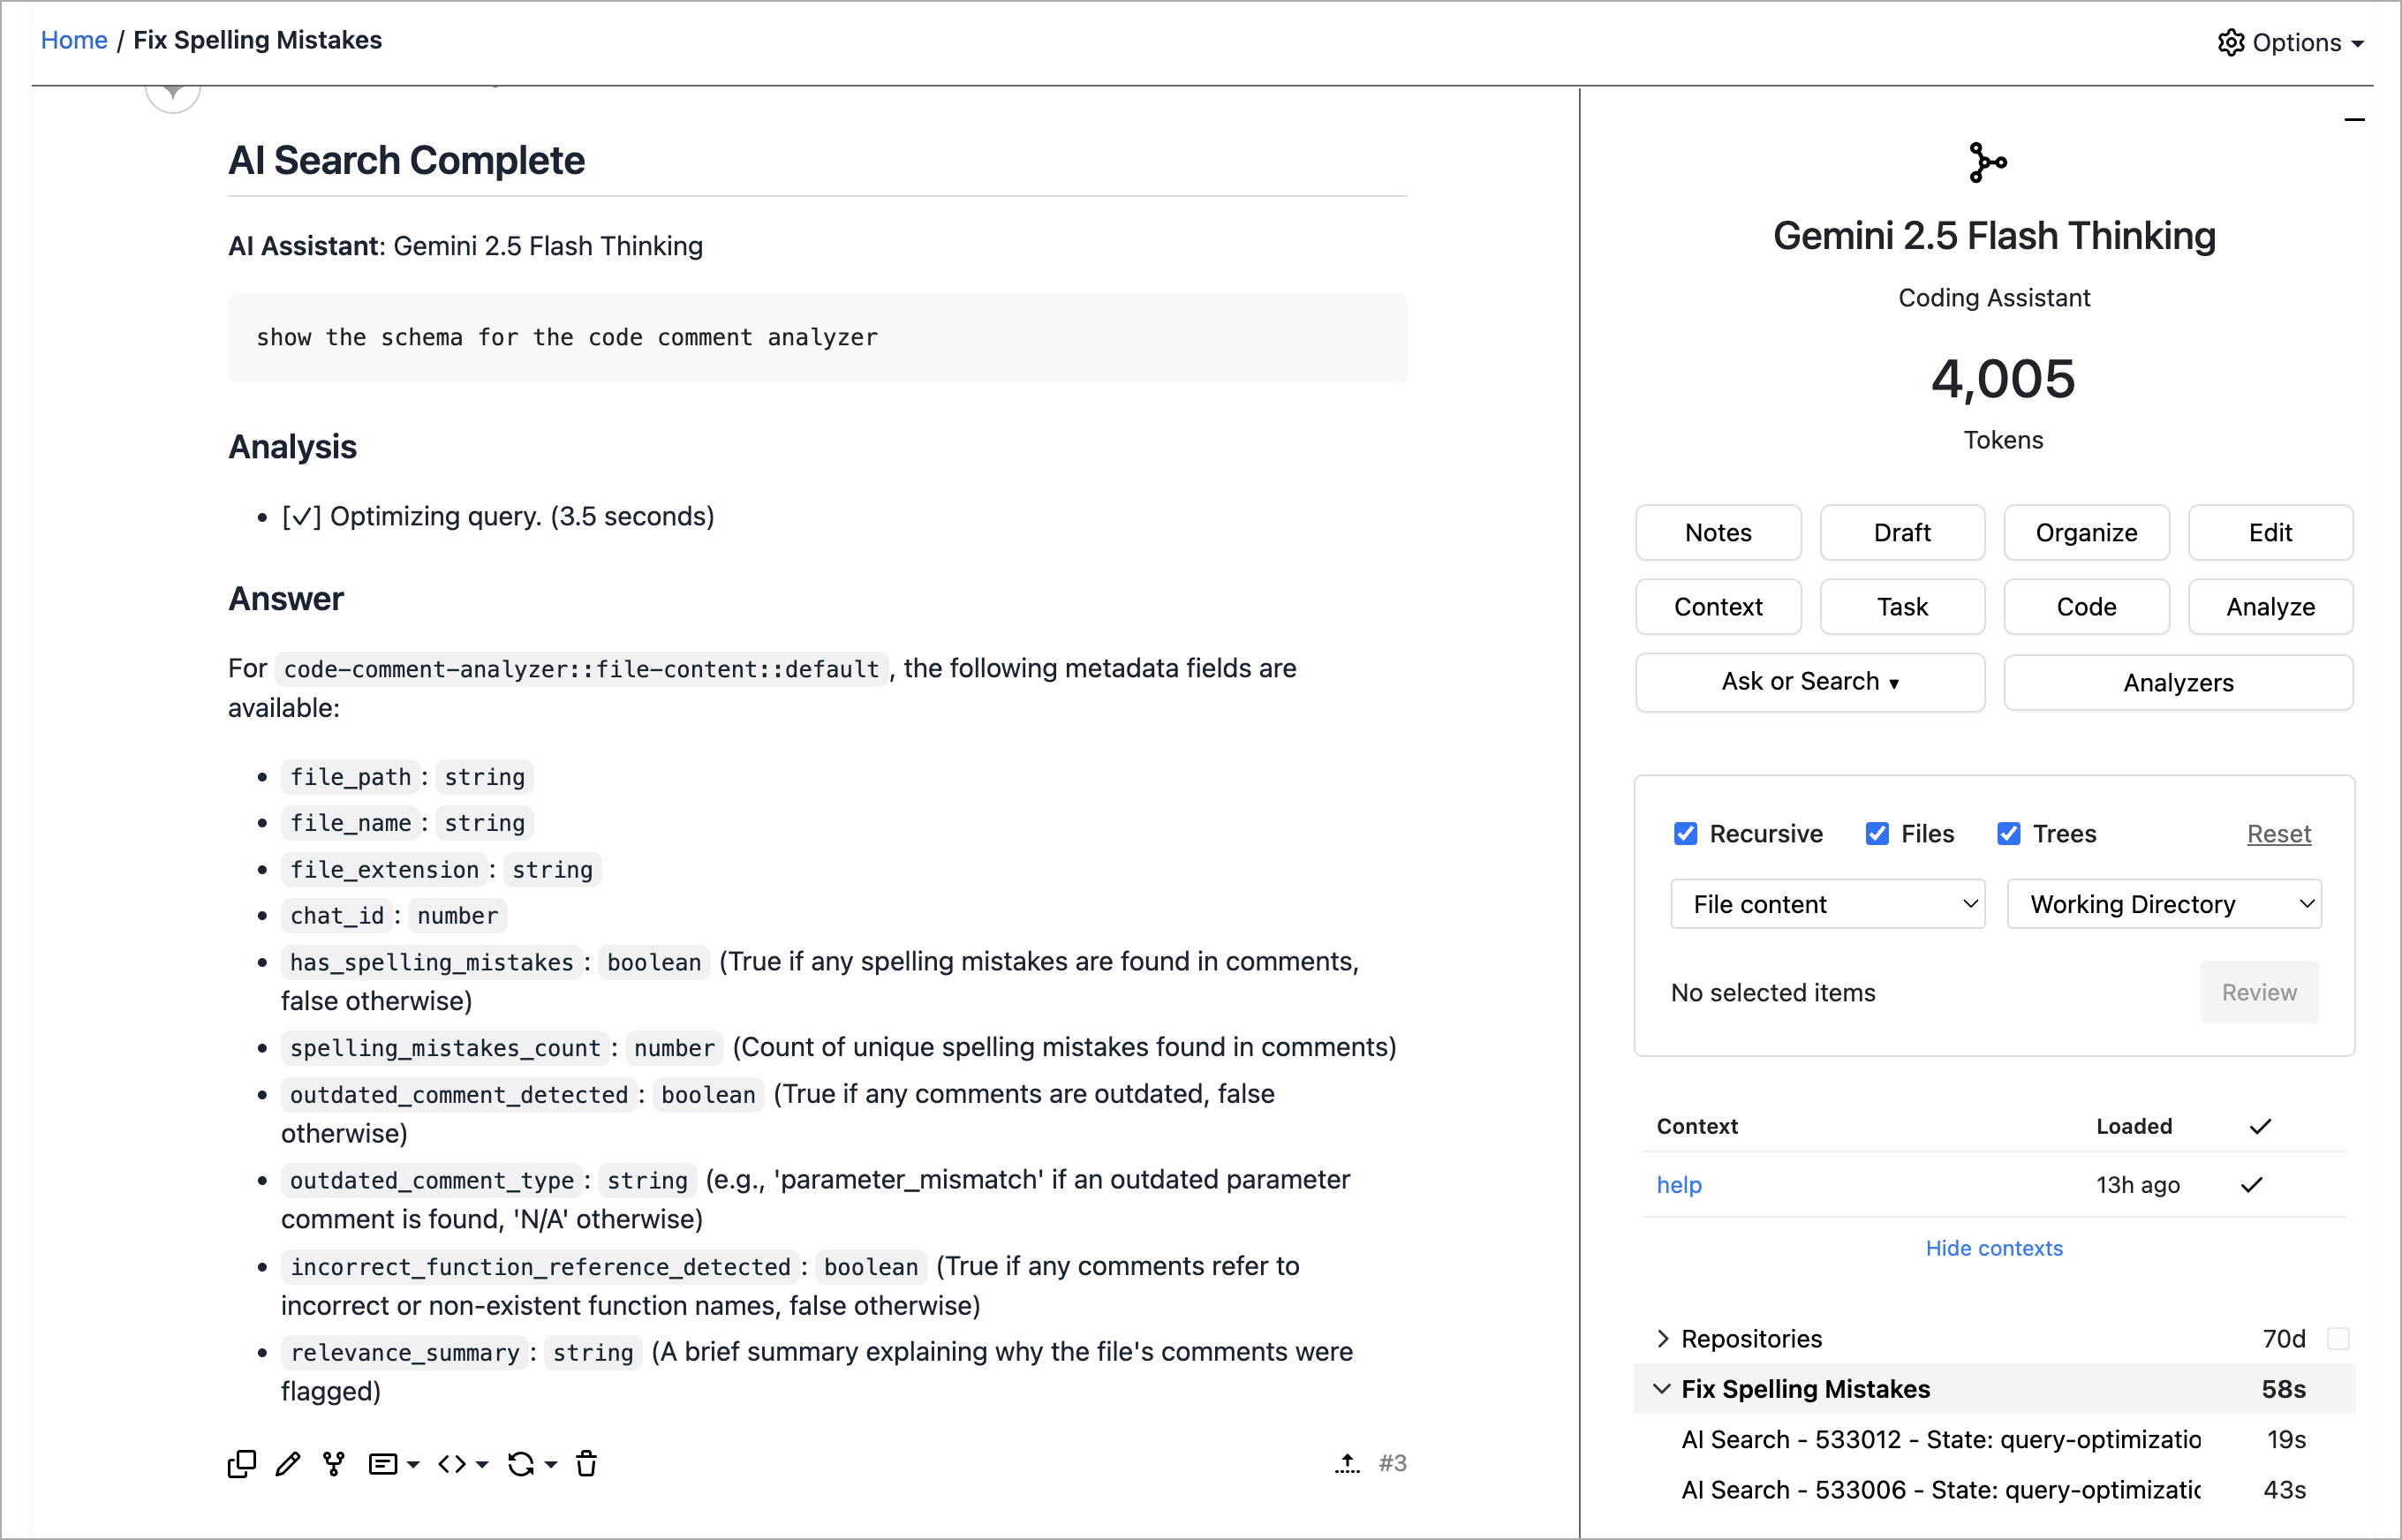 Home / Fix Spelling Mistakes
Options
AI Search Complete
AI Assistant: Gemini 2.5 Flash Thinking
show the schema for the code comment analyzer
Analysis
• [✓] Optimizing query. (3.5 seconds)
Answer
For code-comment-analyzer::file-content::default, the following metadata fields are
available:
• file_path: string
• file_name: string
• file_extension: string
• chat_id: number
• has_spelling_mistakes: boolean (True if any spelling mistakes are found in comments,
false otherwise)
• spelling_mistakes_count: number (Count of unique spelling mistakes found in comments)
• outdated_comment_detected: boolean (True if any comments are outdated, false
otherwise)
• outdated_comment_type: string (e.g., 'parameter_mismatch' if an outdated parameter
comment is found, 'N/A' otherwise)
• incorrect_function_reference_detected: boolean (True if any comments refer to
incorrect or non-existent function names, false otherwise)
• relevance_summary: string (A brief summary explaining why the file's comments were
flagged)
#3
Gemini 2.5 Flash Thinking
Coding Assistant
4,005
Tokens
Notes Draft Organize Edit
Context Task Code Analyze
Ask or Search ▾ Analyzers
Recursive Files Trees Reset
File content Working Directory
No selected items Review
Context Loaded ✓
help 13h ago ✓
Hide contexts
Repositories 70d
Fix Spelling Mistakes 58s
AI Search - 533012 - State: query-optimizatio 19s
AI Search - 533006 - State: query-optimizatic 43s